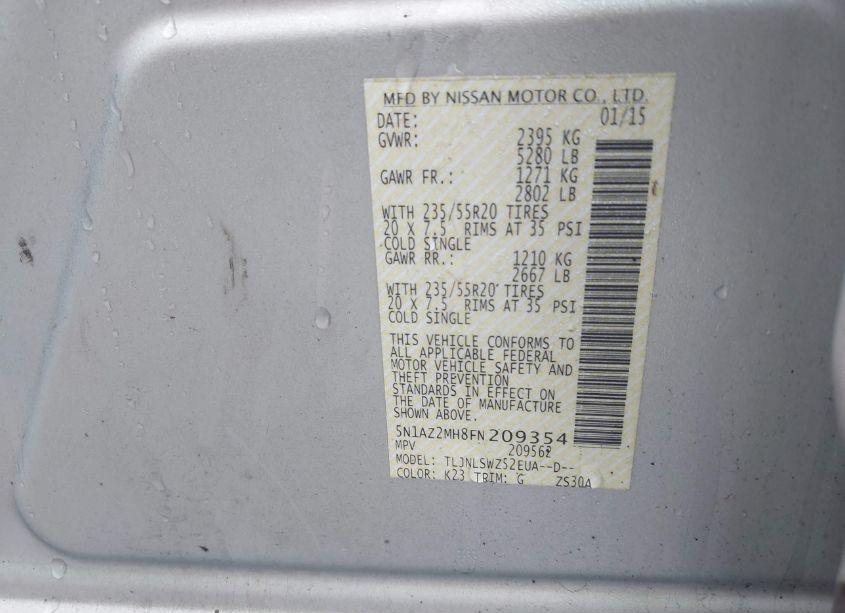 MFD BY NISSAN MOTOR CO., LTD.
DATE: 01/15
GVWR: 2395 KG
5280 LB
GAWR FR.: 1271 KG
2802 LB
WITH 235/55R20 TIRES
20 X 7.5 RIMS AT 35 PSI
COLD SINGLE
GAWR RR.: 1210 KG
2667 LB
WITH 235/55R20 TIRES
20 X 7.5 RIMS AT 35 PSI
COLD SINGLE
THIS VEHICLE CONFORMS TO
ALL APPLICABLE FEDERAL
MOTOR VEHICLE SAFETY AND
THEFT PREVENTION
STANDARDS IN EFFECT ON
THE DATE OF MANUFACTURE
SHOWN ABOVE.
5N1AZ2MH8FN209354
MPV 209562
MODEL: TLJNLSWZ52EUA--D--
COLOR: K23 TRIM: G ZS30A